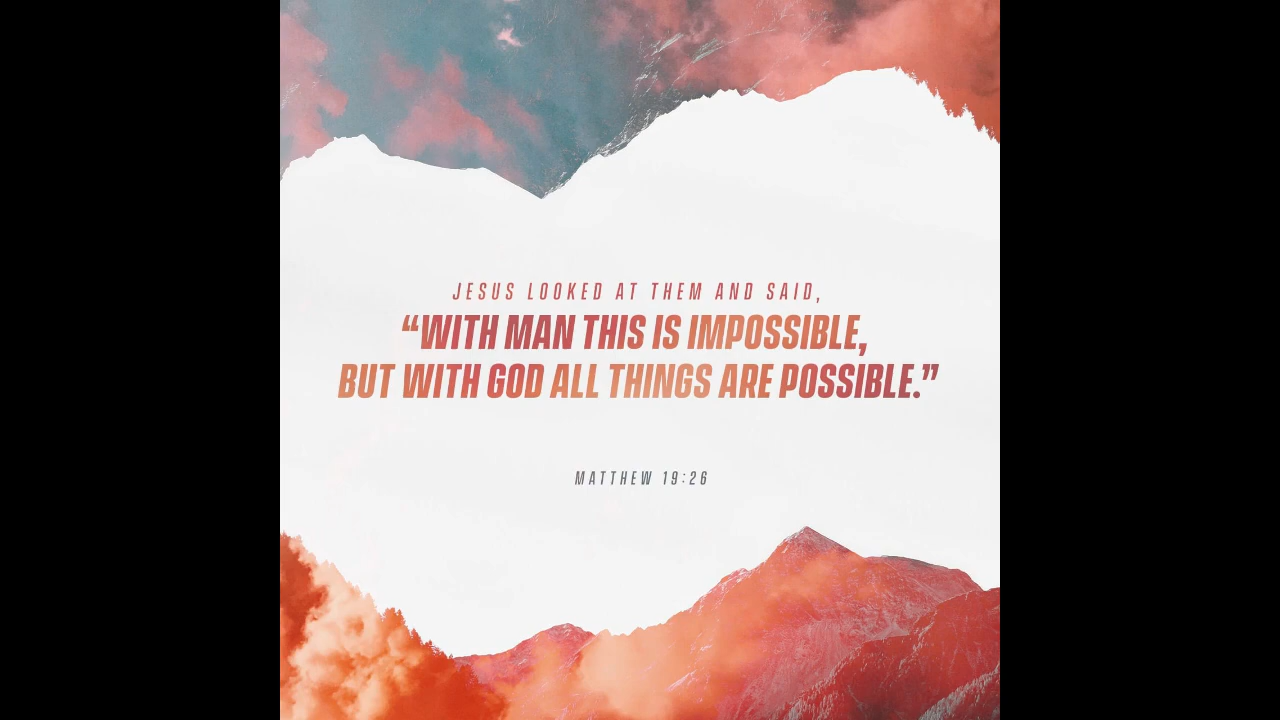 JESUS LOOKED AT THEM AND SAID,
“WITH MAN THIS IS IMPOSSIBLE,
BUT WITH GOD ALL THINGS ARE POSSIBLE.”
MATTHEW 19:26